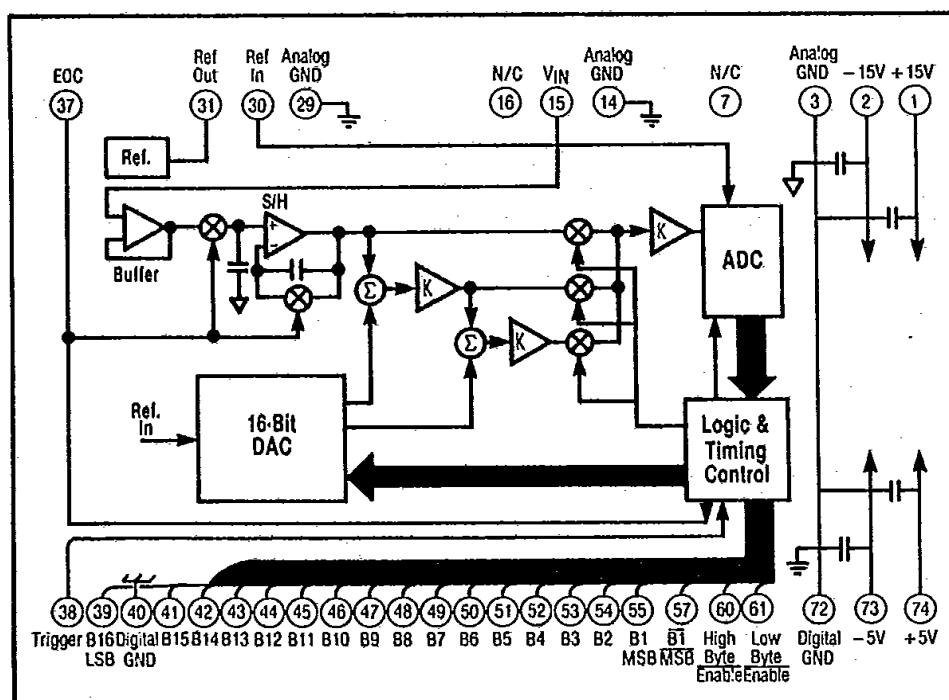 EOC
Ref
Out
Ref
In
Analog
GND
N/C
VIN
Analog
GND
N/C
Analog
GND
−15V
+15V
37
31
30
29
16
15
14
7
3
2
1
Ref.
S/H
+
−
Buffer
K
ADC
Σ
K
Σ
K
Ref.
In
16-Bit
DAC
Logic &
Timing
Control
38
39
40
41
42
43
44
45
46
47
48
49
50
51
52
53
54
55
57
60
61
72
73
74
Trigger
B16
LSB
Digital
GND
B15
B14
B13
B12
B11
B10
B9
B8
B7
B6
B5
B4
B3
B2
B1
MSB
B̅1̅
M̅S̅B̅
High
Byte
E̅n̅a̅b̅l̅e̅
Low
Byte
E̅n̅a̅b̅l̅e̅
Digital
GND
−5V
+5V